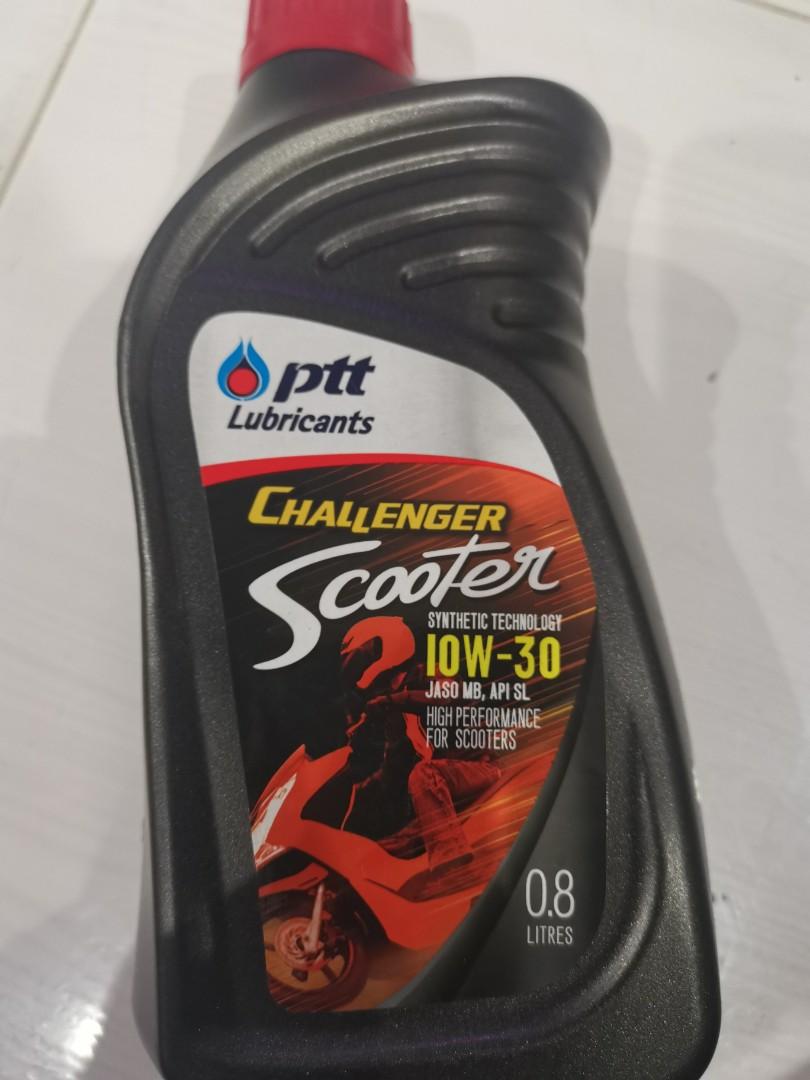 ptt
Lubricants
CHALLENGER
Scooter
SYNTHETIC TECHNOLOGY
10W-30
JASO MB, API SL
HIGH PERFORMANCE
FOR SCOOTERS
0.8
LITRES